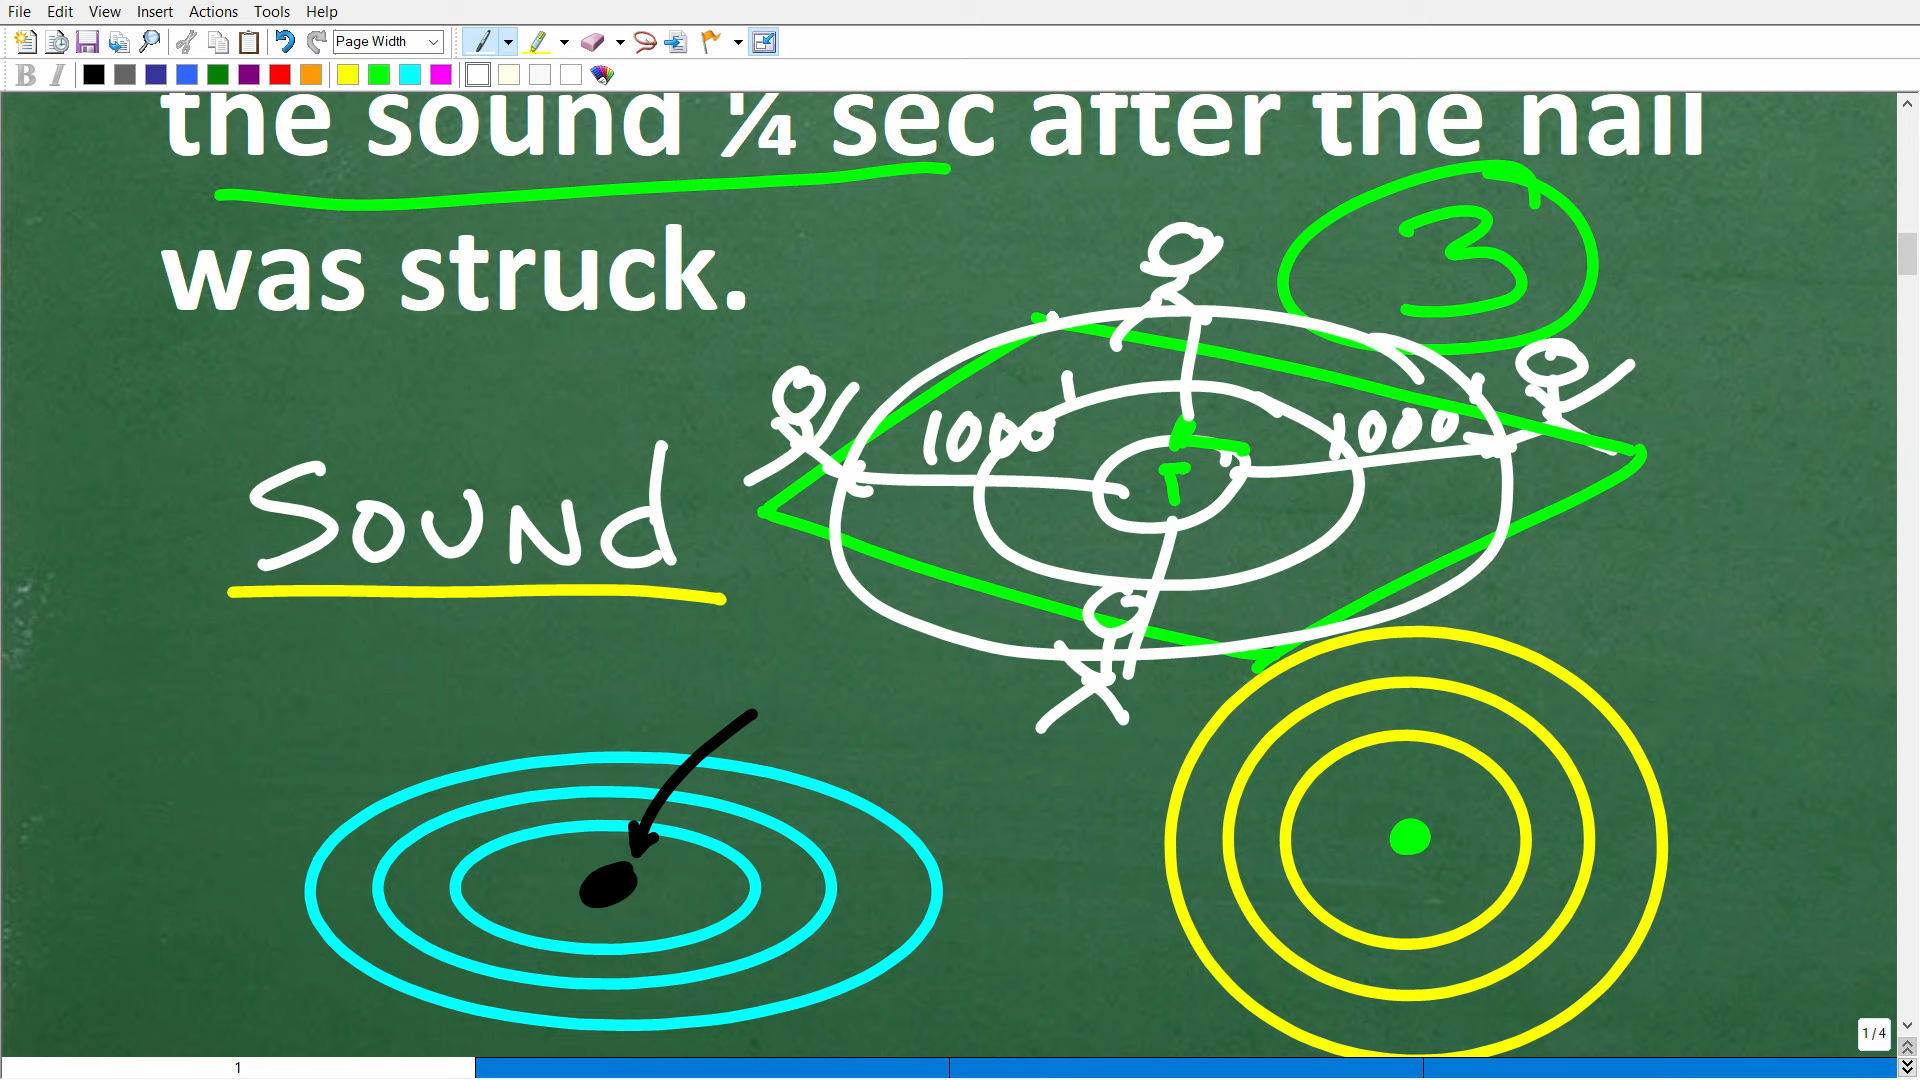 File Edit View Insert Actions Tools Help
Page Width
B I
the sound ¼ sec after the nail
was struck.
3
1000' 1000'
Sound
1 / 4
1